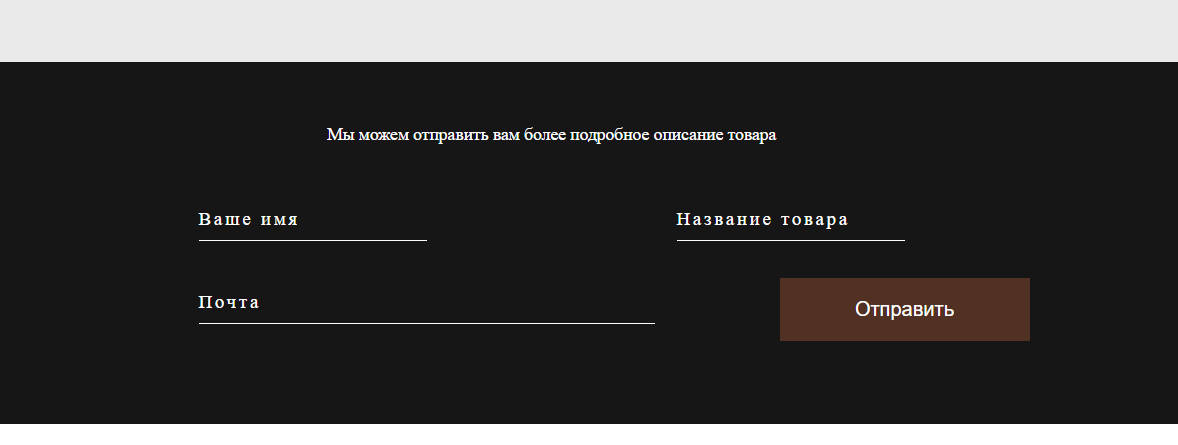 Мы можем отправить вам более подробное описание товара
Ваше имя
Название товара
Почта
Отправить